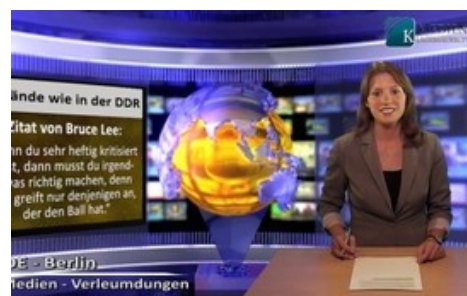 ände wie in der DDR
Zitat von Bruce Lee:
nn du sehr heftig kritisiert
t, dann musst du irgend-
as richtig machen, denn
greift nur denjenigen an,
der den Ball hat."
DE - Berlin
Medien - Verleumdungen
K